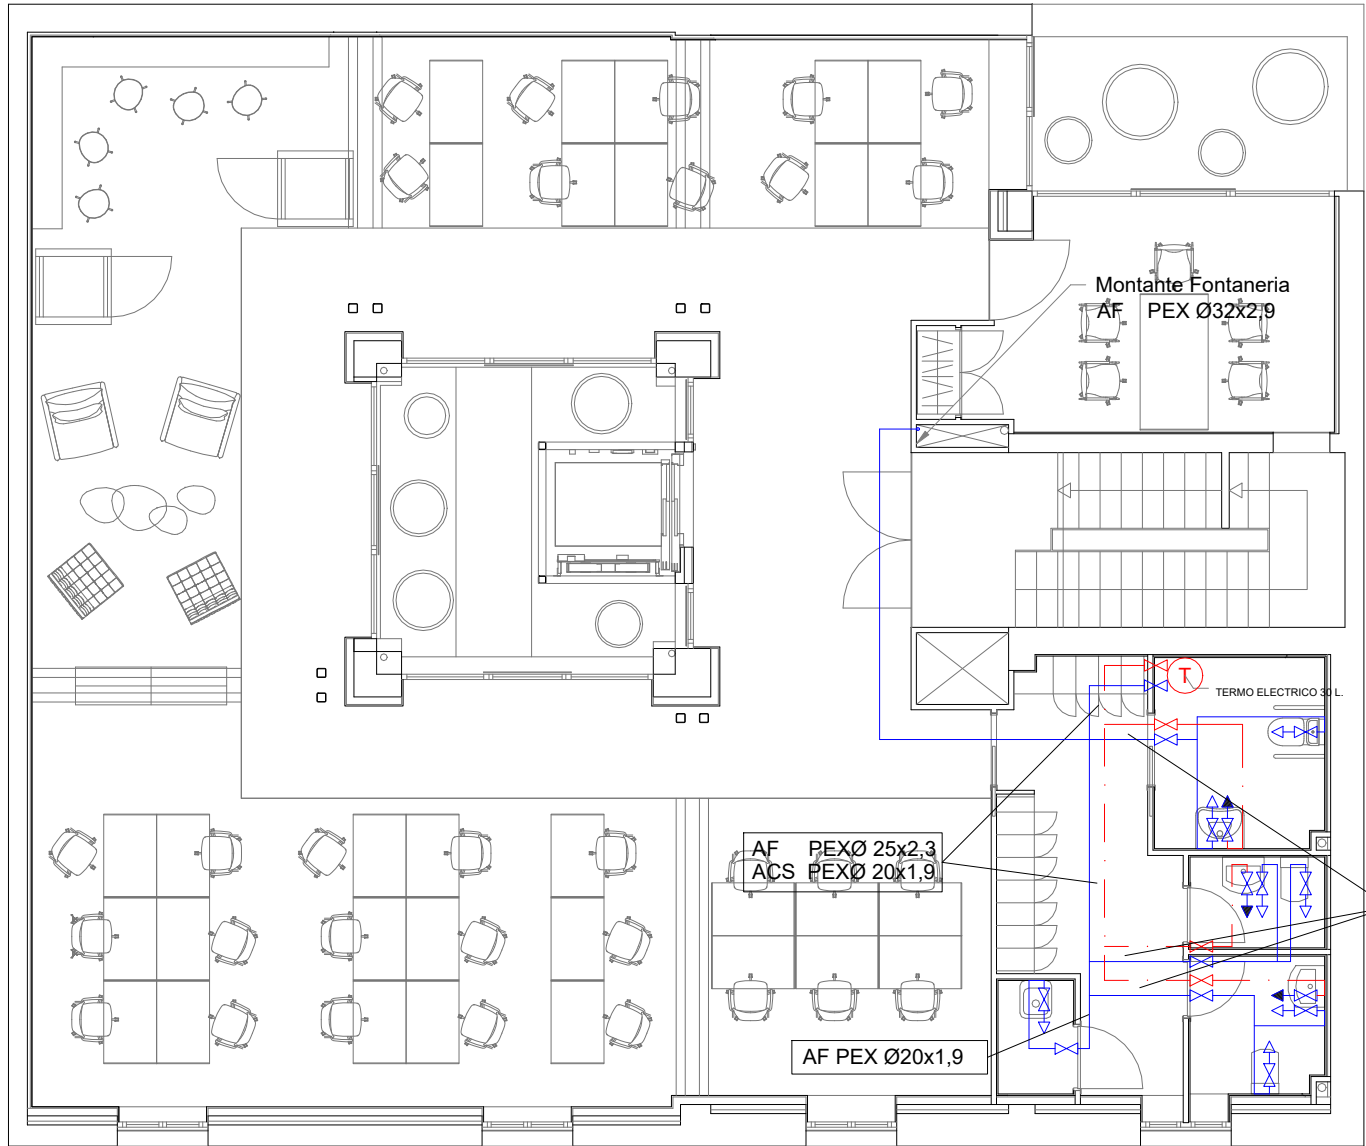 Montante Fontaneria
AF PEX Ø32x2,9
T
TERMO ELECTRICO 30 L.
AF PEXØ 25x2,3
ACS PEXØ 20x1,9
AF PEX Ø20x1,9